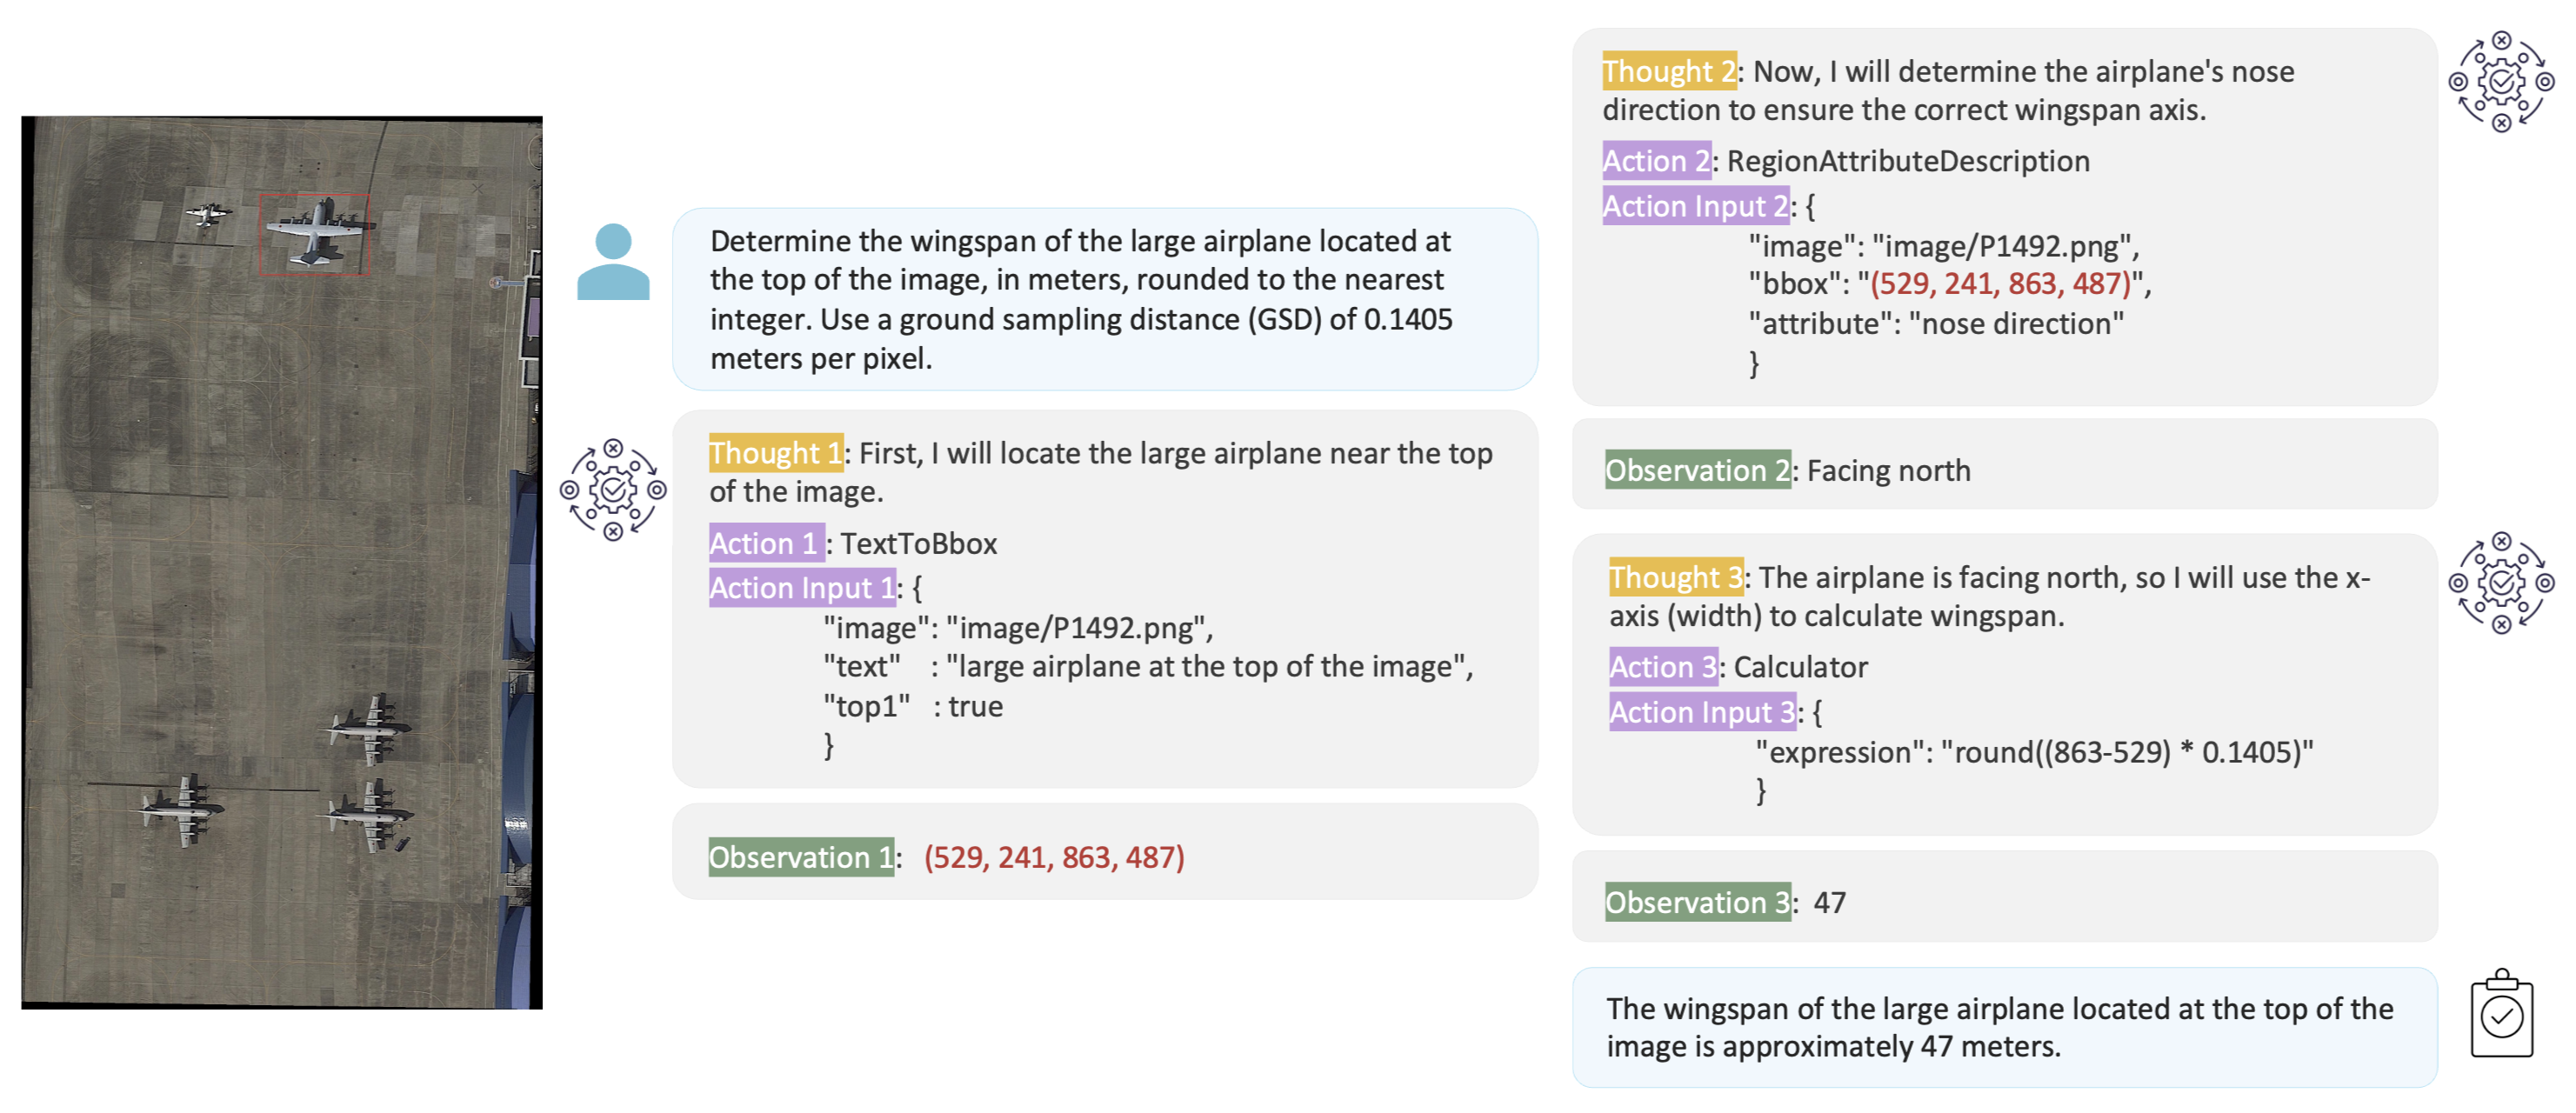 Determine the wingspan of the large airplane located at
the top of the image, in meters, rounded to the nearest
integer. Use a ground sampling distance (GSD) of 0.1405
meters per pixel.
Thought 1: First, I will locate the large airplane near the top
of the image.
Action 1 : TextToBbox
Action Input 1: {
"image": "image/P1492.png",
"text" : "large airplane at the top of the image",
"top1" : true
}
Observation 1: (529, 241, 863, 487)
Thought 2: Now, I will determine the airplane's nose
direction to ensure the correct wingspan axis.
Action 2: RegionAttributeDescription
Action Input 2: {
"image": "image/P1492.png",
"bbox": "(529, 241, 863, 487)",
"attribute": "nose direction"
}
Observation 2: Facing north
Thought 3: The airplane is facing north, so I will use the x-
axis (width) to calculate wingspan.
Action 3: Calculator
Action Input 3: {
"expression": "round((863-529) * 0.1405)"
}
Observation 3: 47
The wingspan of the large airplane located at the top of the
image is approximately 47 meters.